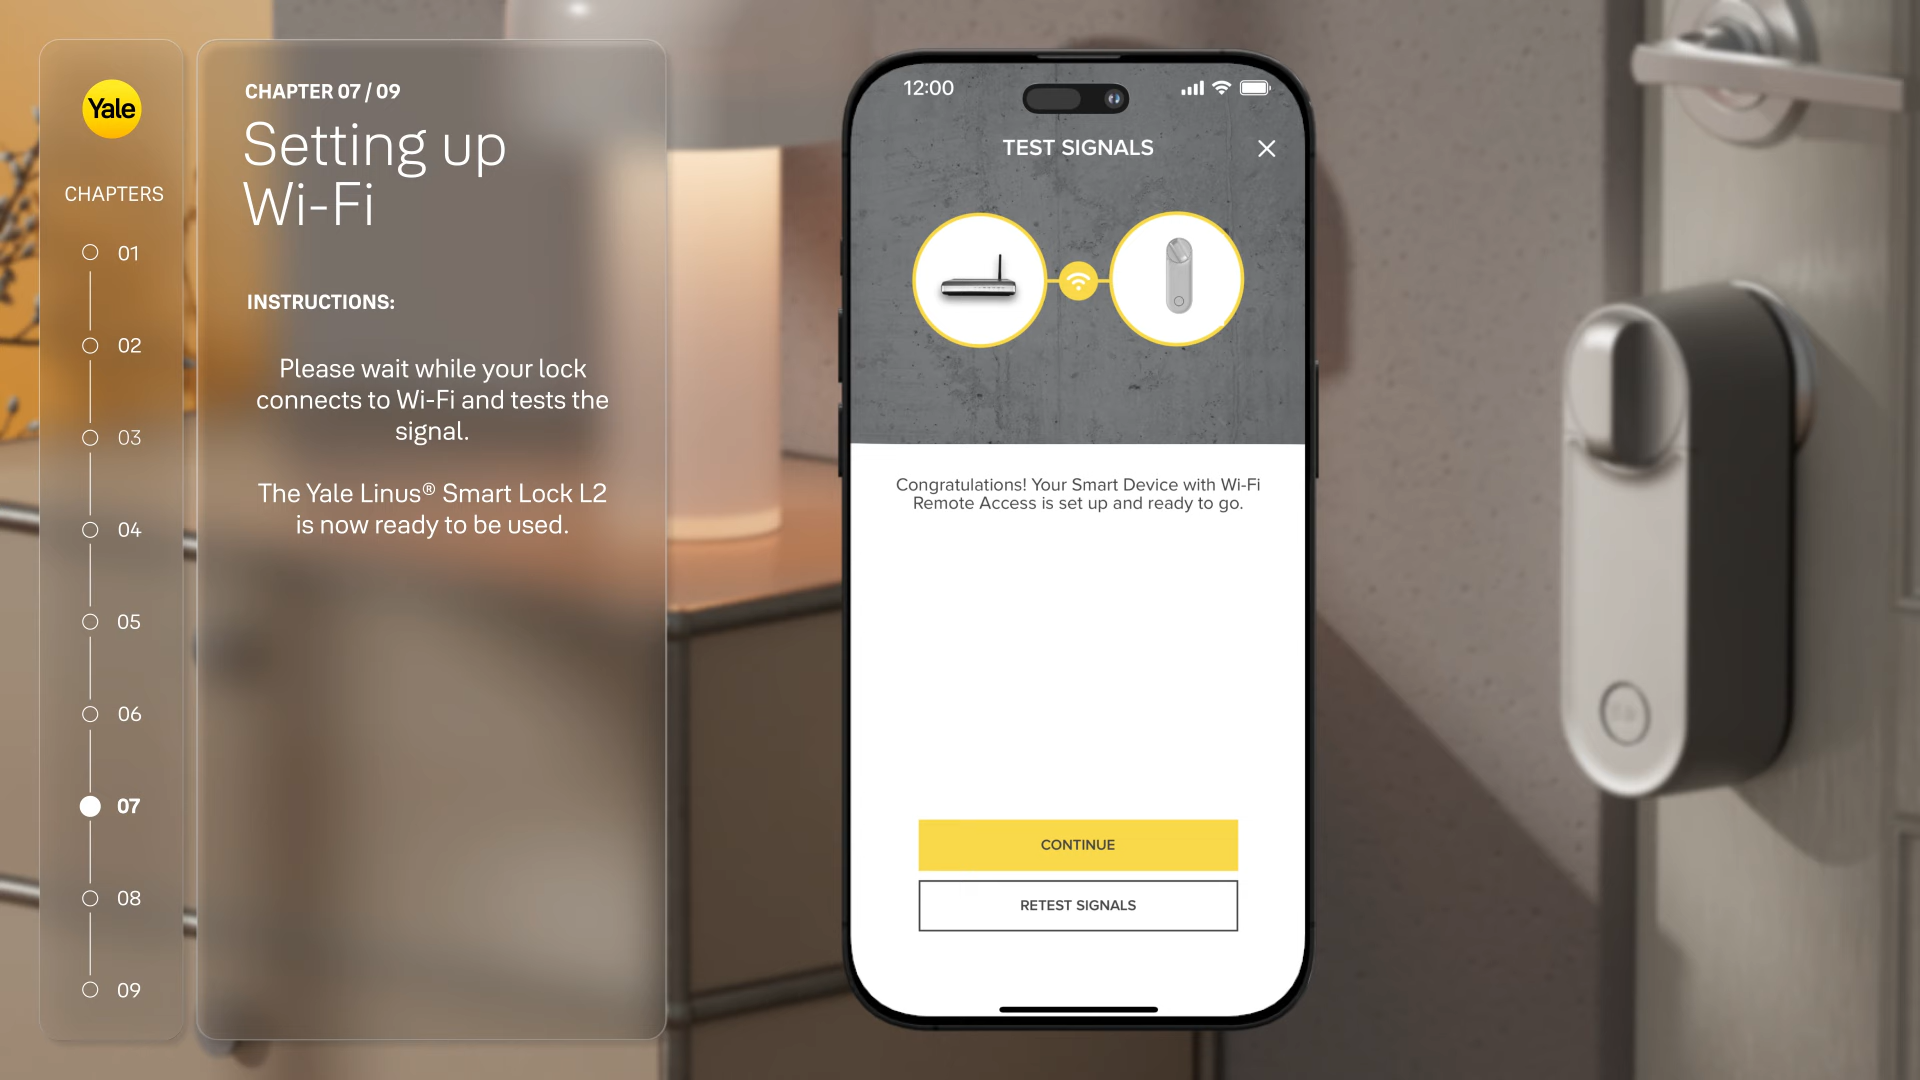 Yale
CHAPTERS
01
02
03
04
05
06
07
08
09
CHAPTER 07 / 09
Setting up
Wi-Fi
INSTRUCTIONS:
Please wait while your lock
connects to Wi-Fi and tests the
signal.
The Yale Linus® Smart Lock L2
is now ready to be used.
12:00
TEST SIGNALS
Congratulations! Your Smart Device with Wi-Fi
Remote Access is set up and ready to go.
CONTINUE
RETEST SIGNALS